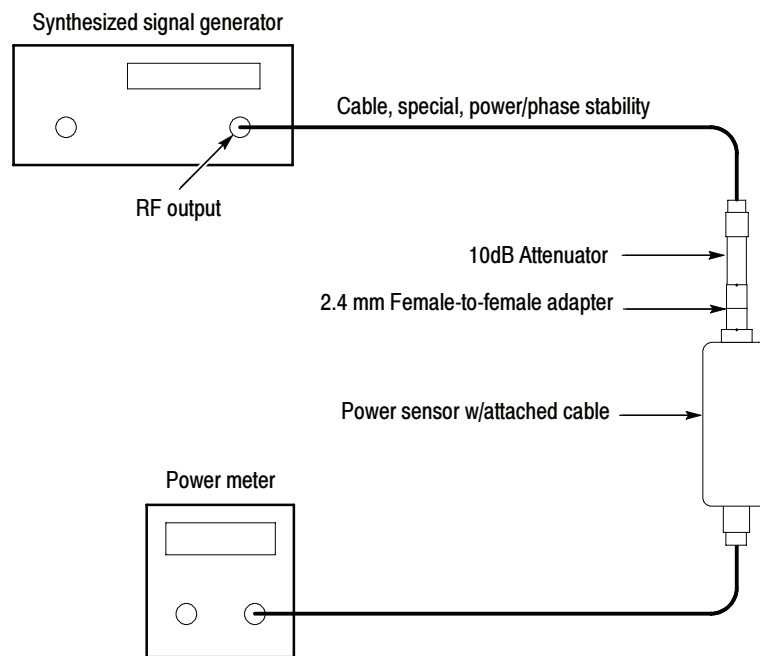 Synthesized signal generator
Cable, special, power/phase stability
RF output
10dB Attenuator
2.4 mm Female-to-female adapter
Power sensor w/attached cable
Power meter